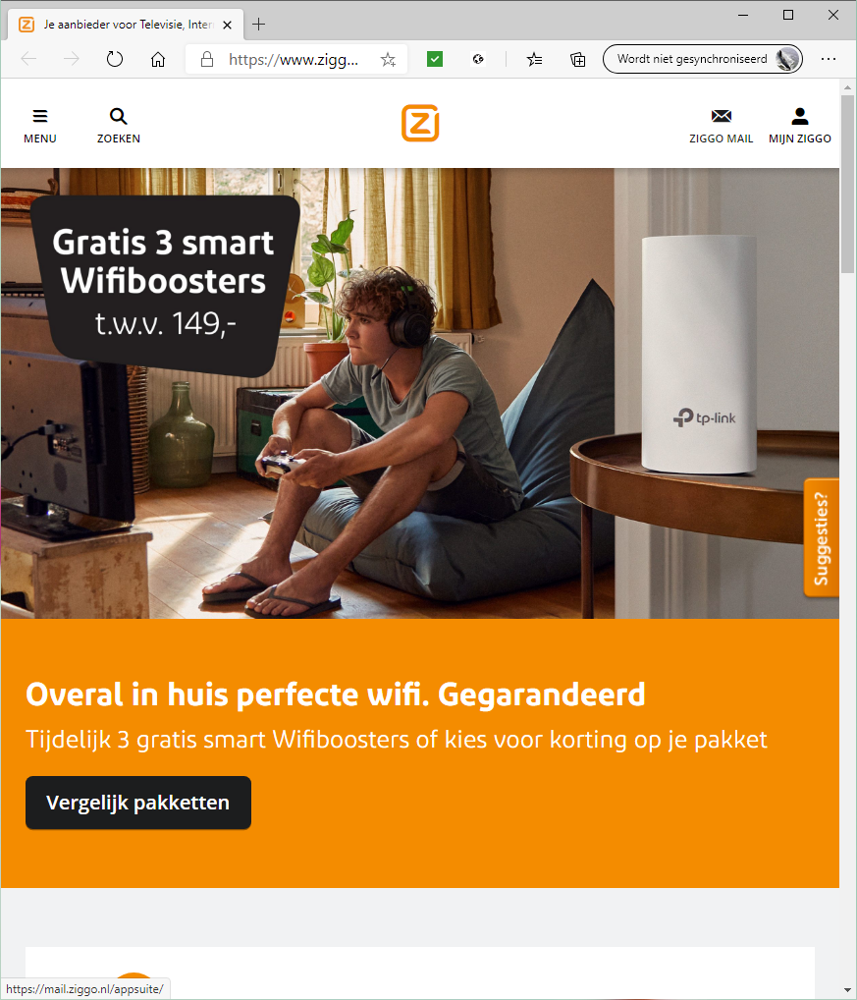 Je aanbieder voor Televisie, Inter
https://www.zigg...
Wordt niet gesynchroniseerd
MENU
ZOEKEN
Z
ZIGGO MAIL
MIJN ZIGGO
Gratis 3 smart
Wifiboosters
t.w.v. 149,-
tp-link
Suggesties?
Overal in huis perfecte wifi. Gegarandeerd
Tijdelijk 3 gratis smart Wifiboosters of kies voor korting op je pakket
Vergelijk pakketten
https://mail.ziggo.nl/appsuite/